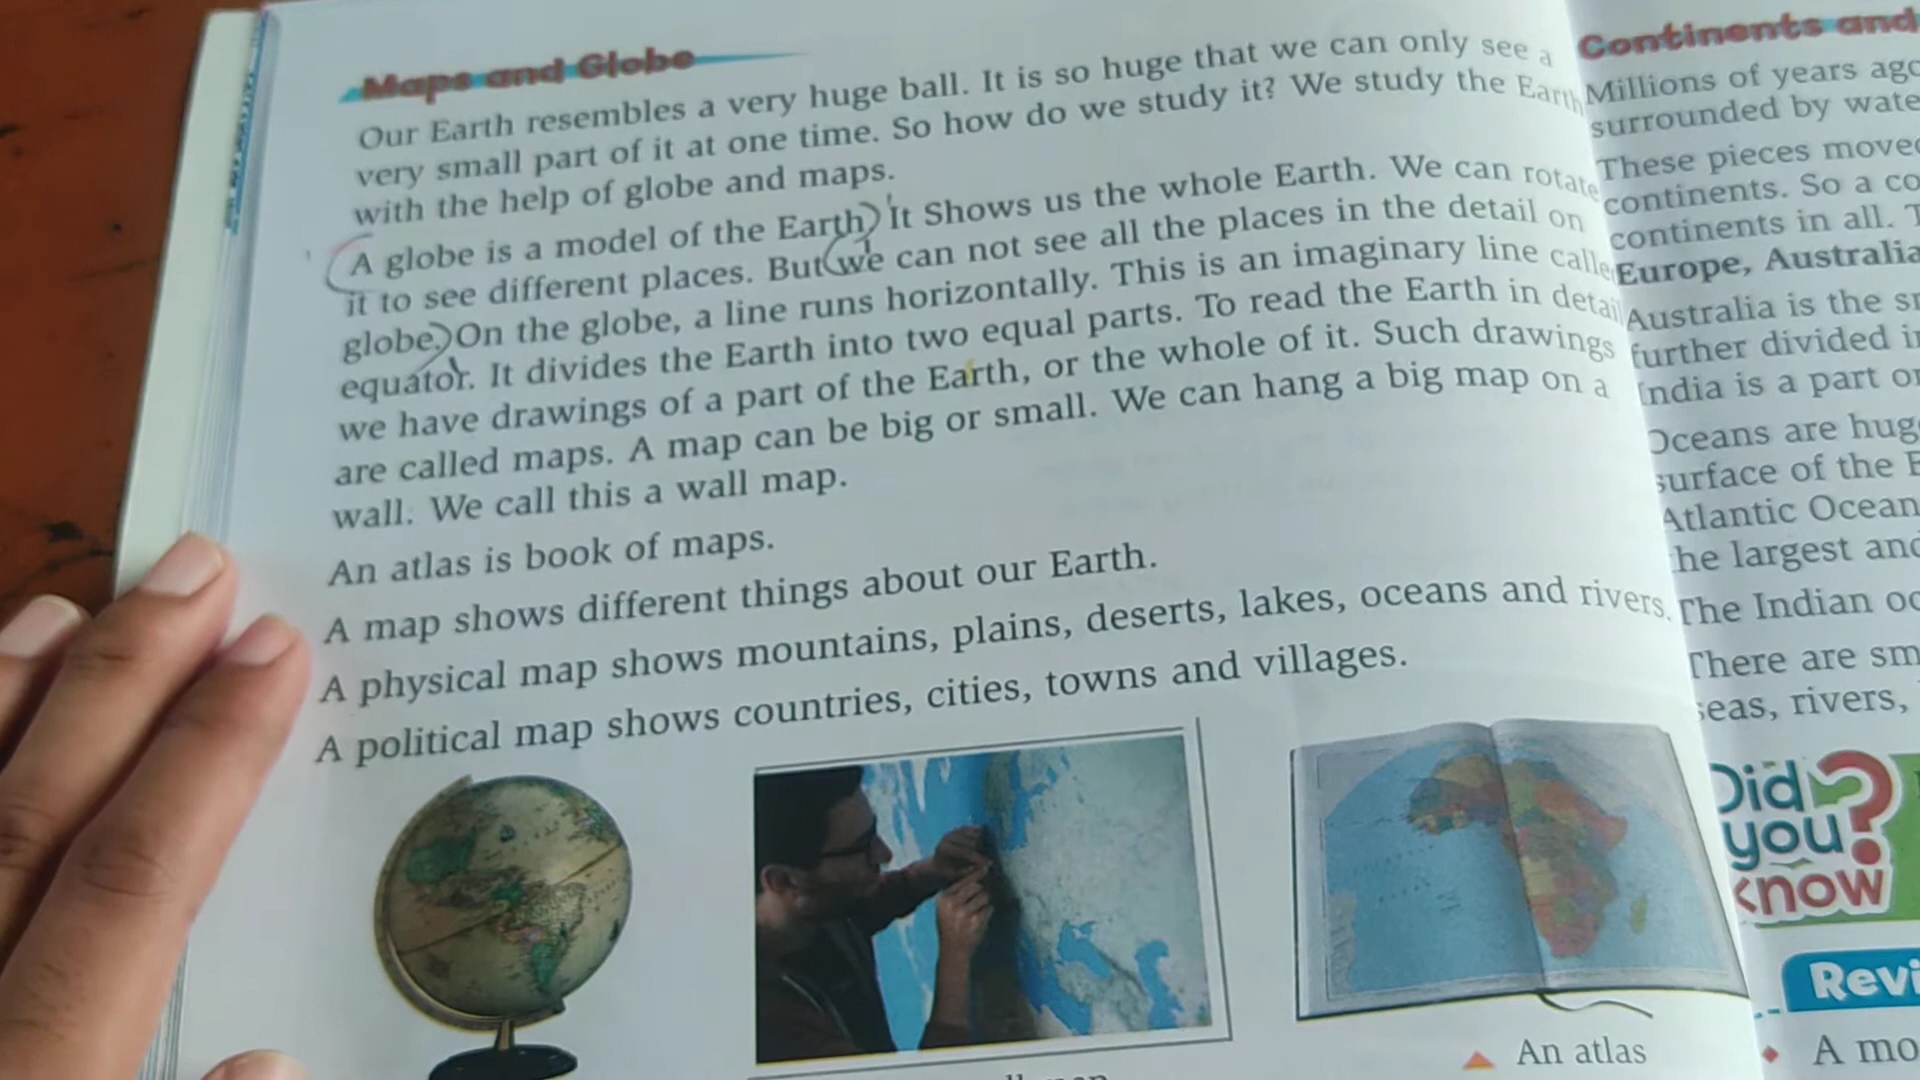 Maps and Globe
Our Earth resembles a very huge ball. It is so huge that we can only see a
very small part of it at one time. So how do we study it? We study the Earth
with the help of globe and maps.
A globe is a model of the Earth. It Shows us the whole Earth. We can rotate
it to see different places. But we can not see all the places in the detail on
globe. On the globe, a line runs horizontally. This is an imaginary line calle
equator. It divides the Earth into two equal parts. To read the Earth in detail
we have drawings of a part of the Earth, or the whole of it. Such drawings
are called maps. A map can be big or small. We can hang a big map on a
wall. We call this a wall map.
An atlas is book of maps.
A map shows different things about our Earth.
A physical map shows mountains, plains, deserts, lakes, oceans and rivers.
A political map shows countries, cities, towns and villages.
An atlas
Continents and
Millions of years ago
surrounded by wate
These pieces moved
continents. So a co
continents in all.
Europe, Australia
Australia is the
further divided
India is a part
Oceans are hug
surface of the
Atlantic Ocean
the largest and
The Indian
There are
seas, rivers,
Did
you
know
?
Revi
A